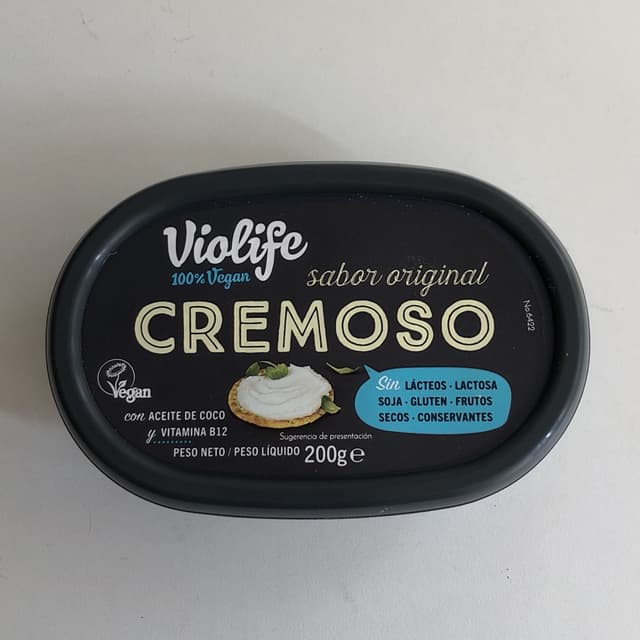 Violife
100% Vegan
sabor original
CREMOSO
No.6422
Vegan
con ACEITE DE COCO
y VITAMINA B12
Sin LÁCTEOS · LACTOSA
SOJA · GLUTEN · FRUTOS
SECOS · CONSERVANTES
Sugerencia de presentación
PESO NETO / PESO LÍQUIDO 200g e